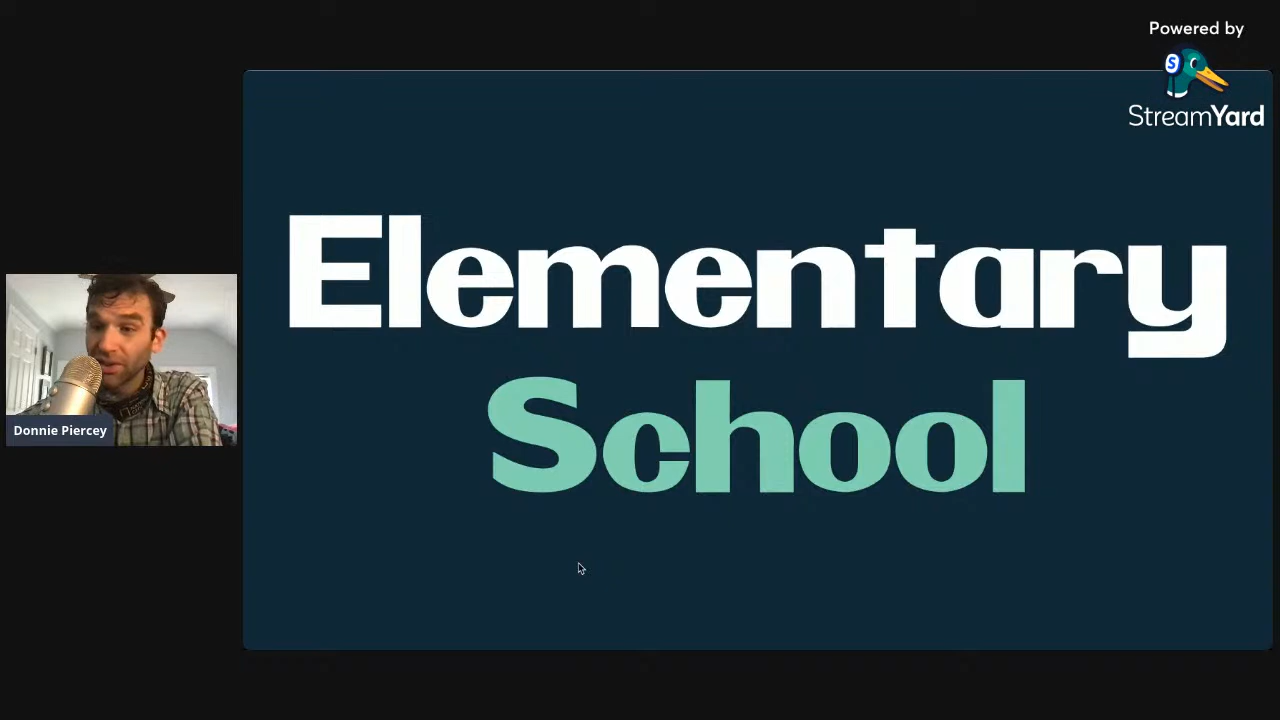 Powered by
StreamYard
Elementary
School
Donnie Piercey